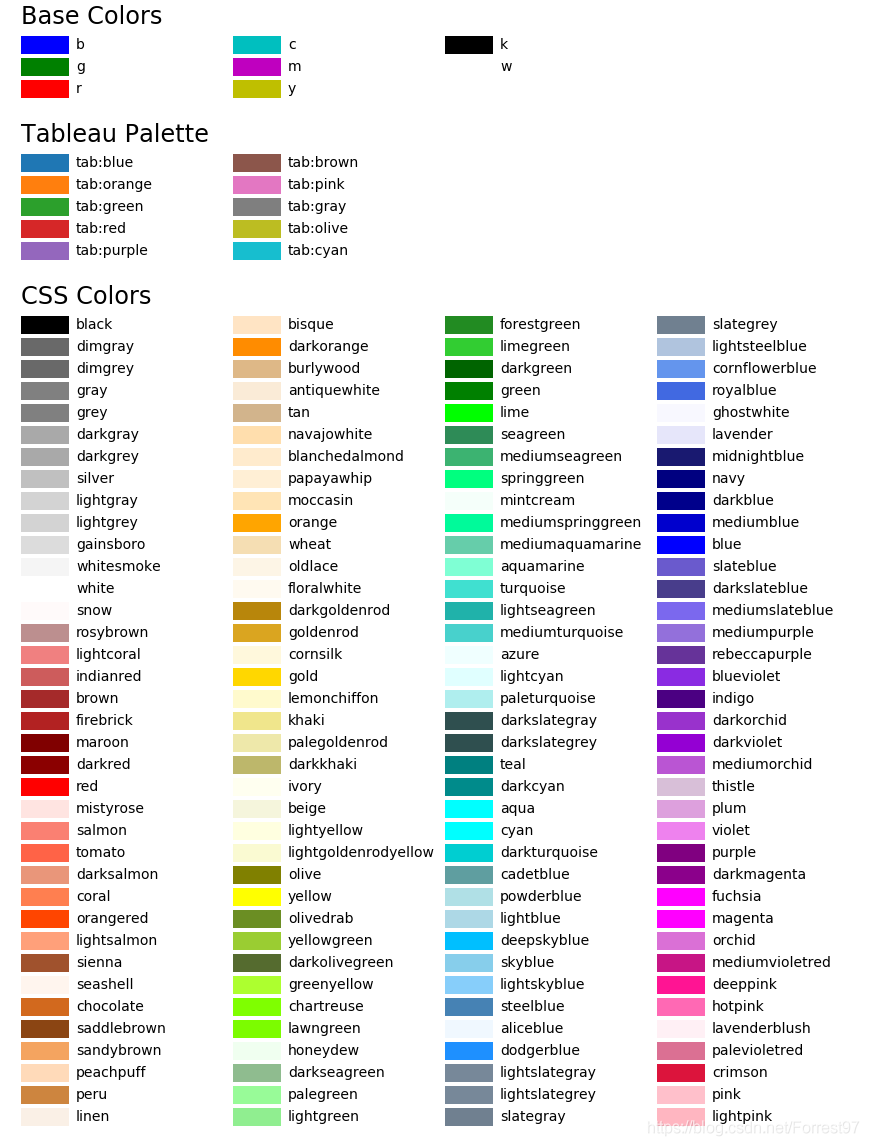 Base Colors
b
g
r
c
m
y
k
w
Tableau Palette
tab:blue
tab:orange
tab:green
tab:red
tab:purple
tab:brown
tab:pink
tab:gray
tab:olive
tab:cyan
CSS Colors
black
dimgray
dimgrey
gray
grey
darkgray
darkgrey
silver
lightgray
lightgrey
gainsboro
whitesmoke
white
snow
rosybrown
lightcoral
indianred
brown
firebrick
maroon
darkred
red
mistyrose
salmon
tomato
darksalmon
coral
orangered
lightsalmon
sienna
seashell
chocolate
saddlebrown
sandybrown
peachpuff
peru
linen
bisque
darkorange
burlywood
antiquewhite
tan
navajowhite
blanchedalmond
papayawhip
moccasin
orange
wheat
oldlace
floralwhite
darkgoldenrod
goldenrod
cornsilk
gold
lemonchiffon
khaki
palegoldenrod
darkkhaki
ivory
beige
lightyellow
lightgoldenrodyellow
olive
yellow
olivedrab
yellowgreen
darkolivegreen
greenyellow
chartreuse
lawngreen
honeydew
darkseagreen
palegreen
lightgreen
forestgreen
limegreen
darkgreen
green
lime
seagreen
mediumseagreen
springgreen
mintcream
mediumspringgreen
mediumaquamarine
aquamarine
turquoise
lightseagreen
mediumturquoise
azure
lightcyan
paleturquoise
darkslategray
darkslategrey
teal
darkcyan
aqua
cyan
darkturquoise
cadetblue
powderblue
lightblue
deepskyblue
skyblue
lightskyblue
steelblue
aliceblue
dodgerblue
lightslategray
lightslategrey
slategray
slategrey
lightsteelblue
cornflowerblue
royalblue
ghostwhite
lavender
midnightblue
navy
darkblue
mediumblue
blue
slateblue
darkslateblue
mediumslateblue
mediumpurple
rebeccapurple
blueviolet
indigo
darkorchid
darkviolet
mediumorchid
thistle
plum
violet
purple
darkmagenta
fuchsia
magenta
orchid
mediumvioletred
deeppink
hotpink
lavenderblush
palevioletred
crimson
pink
lightpink
https://blog.csdn.net/Forrest97